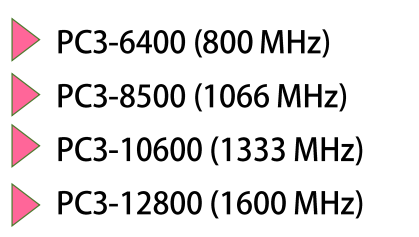 PC3-6400 (800 MHz)
PC3-8500 (1066 MHz)
PC3-10600 (1333 MHz)
PC3-12800 (1600 MHz)